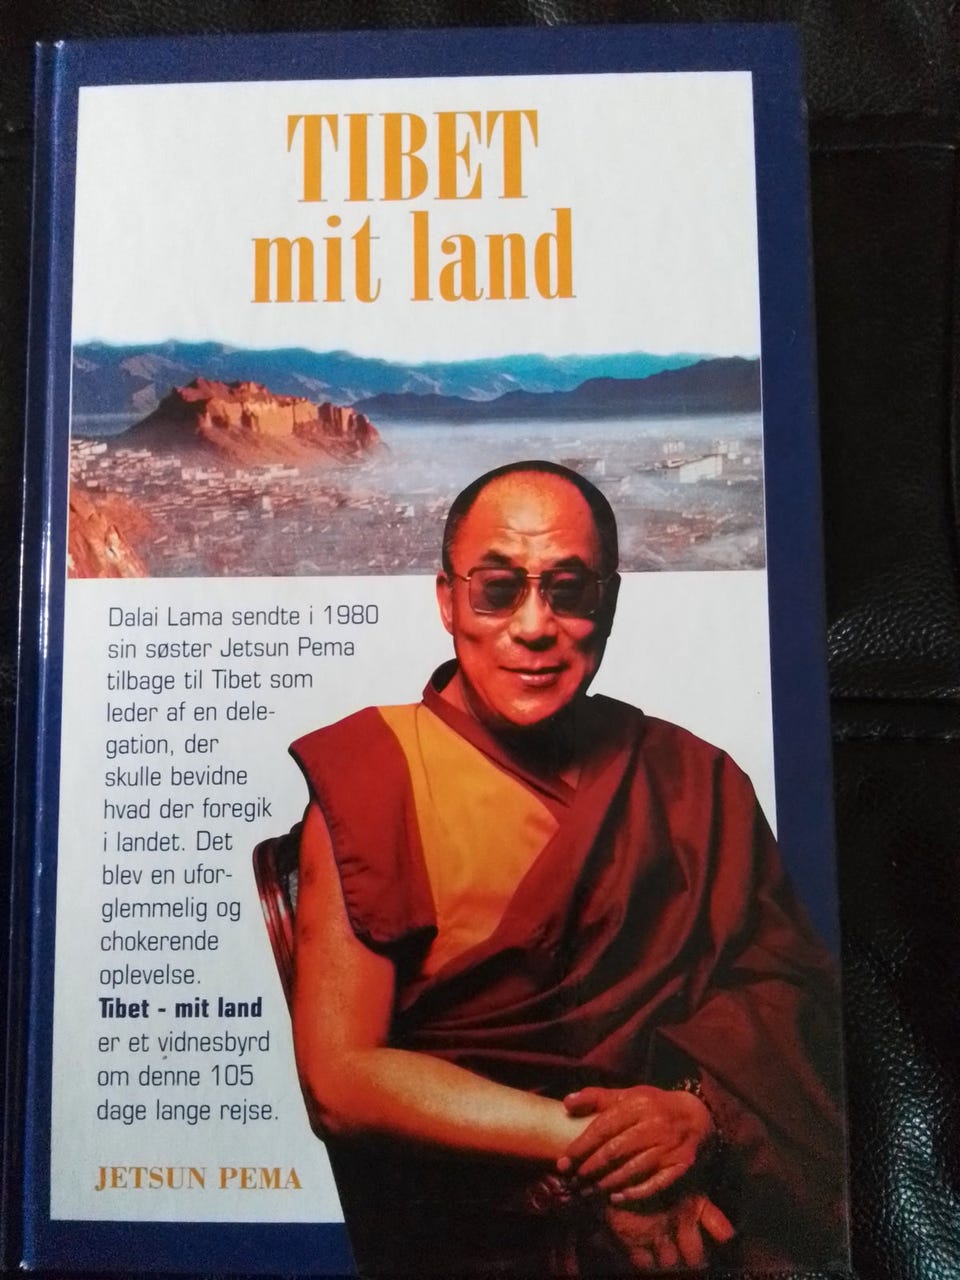 TIBET
mit land
Dalai Lama sendte i 1980
sin søster Jetsun Pema
tilbage til Tibet som
leder af en dele-
gation, der
skulle bevidne
hvad der foregik
i landet. Det
blev en ufor-
glemmelig og
chokerende
oplevelse.
Tibet - mit land
er et vidnesbyrd
om denne 105
dage lange rejse.
JETSUN PEMA